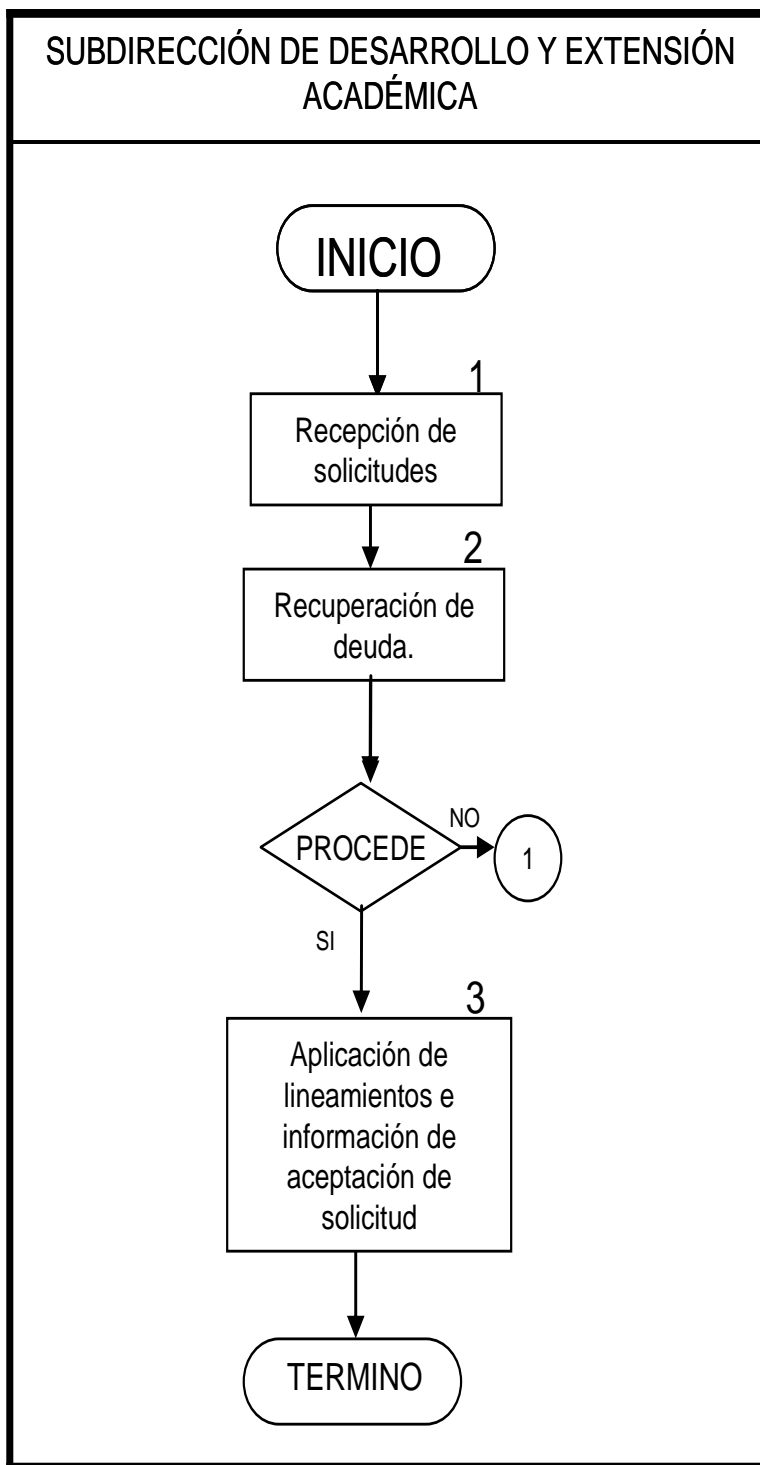 SUBDIRECCIÓN DE DESARROLLO Y EXTENSIÓN
ACADÉMICA
INICIO
1
Recepción de
solicitudes
2
Recuperación de
deuda.
PROCEDE
NO
1
SI
3
Aplicación de
lineamientos e
información de
aceptación de
solicitud
TERMINO